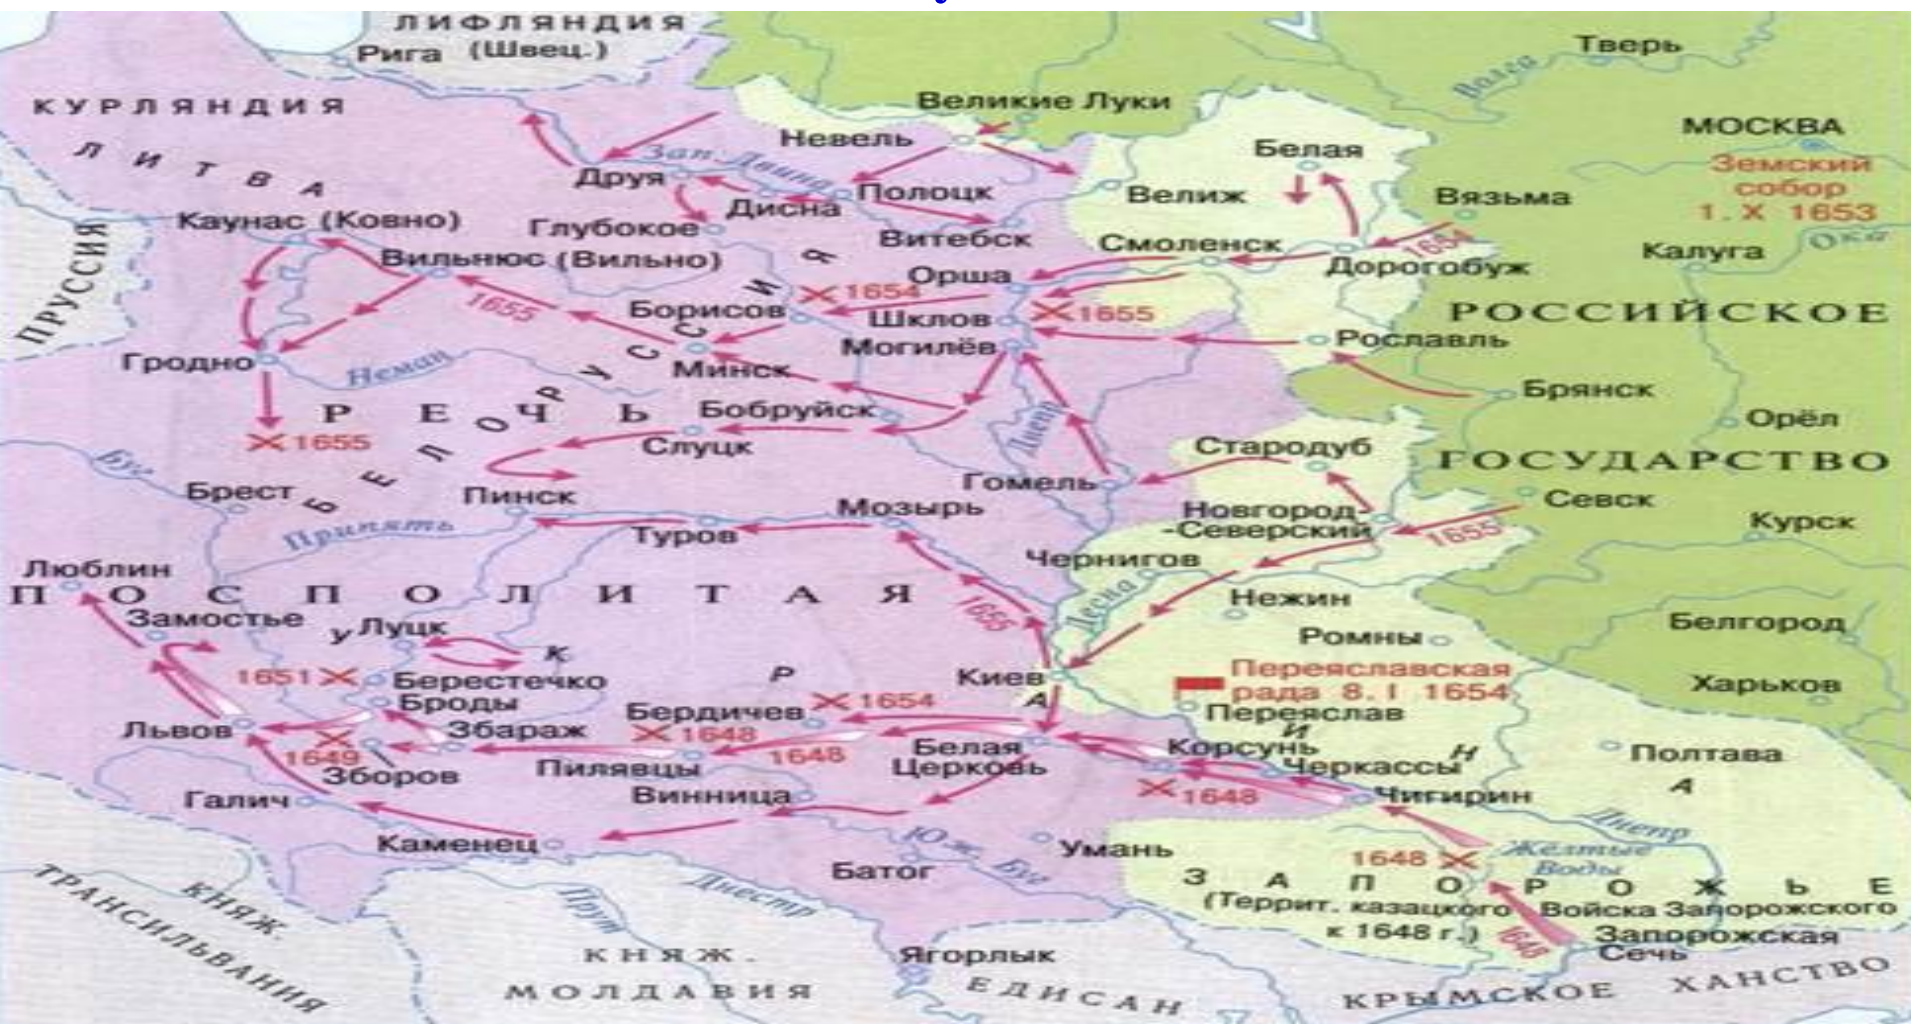 ЛИФЛЯНДИЯ
(Швец.)
Рига
Тверь
Волга
КУРЛЯНДИЯ
Великие Луки
МОСКВА
Земский
собор
1. X 1653
Невель
Белая
ЛИТВА
Зап. Двина
Друя
Полоцк
Велиж
Вязьма
Дисна
Каунас (Ковно)
Глубокое
Витебск
Смоленск
1654
Ока
Калуга
ПРУССИЯ
Вильнюс (Вильно)
Орша
Дорогобуж
1654
1655
Борисов
Шклов
1655
РОССИЙСКОЕ
Могилёв
Рославль
Гродно
Неман
Минск
Брянск
РЕЧЬ
Бобруйск
Днепр
Орёл
1655
Слуцк
Стародуб
ГОСУДАРСТВО
Буг
БЕЛОРУССИЯ
Брест
Пинск
Гомель
Севск
Мозырь
Новгород-
-Северский
1655
Курск
Припять
Туров
Чернигов
Люблин
ПОСПОЛИТАЯ
Десна
1655
Нежин
Замостье
Луцк
Ромны
Белгород
1651
Берестечко
Киев
Переяславская
рада 8. I 1654
Харьков
Броды
Бердичев
1654
Переяслав
УКРАИНА
Львов
Збараж
1648
1649
Зборов
Пилявцы
1648
Белая
Церковь
Корсунь
Черкассы
Полтава
Галич
Винница
1648
Чигирин
Днепр
Каменец
Юж. Буг
Умань
1648
Жёлтые
Воды
Батог
ЗАПОРОЖЬЕ
(Террит. казацкого Войска Запорожского
к 1648 г.)
1648
Запорожская
Сечь
КНЯЖ.
ТРАНСИЛЬВАНИЯ
Прут
Днестр
КНЯЖ.
МОЛДАВИЯ
Ягорлык
ЕДИСАН
КРЫМСКОЕ ХАНСТВО